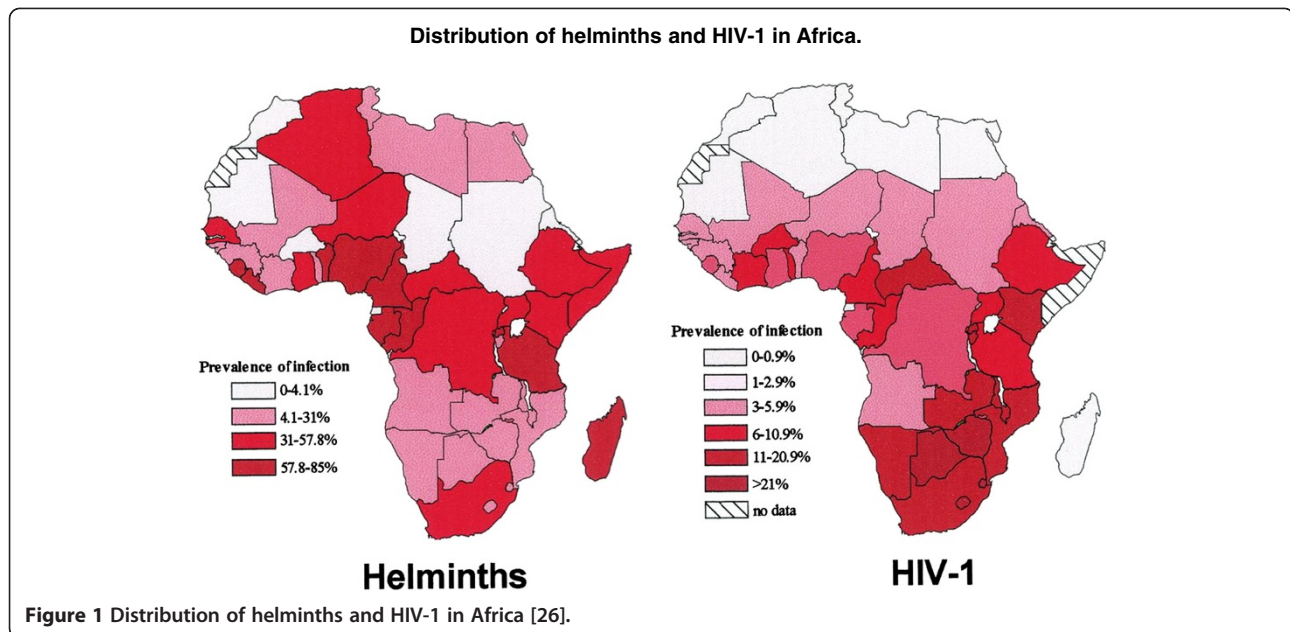 Distribution of helminths and HIV-1 in Africa.
Prevalence of infection
0-4.1%
4.1-31%
31-57.8%
57.8-85%
Helminths
Prevalence of infection
0-0.9%
1-2.9%
3-5.9%
6-10.9%
11-20.9%
>21%
no data
HIV-1
Figure 1 Distribution of helminths and HIV-1 in Africa [26].